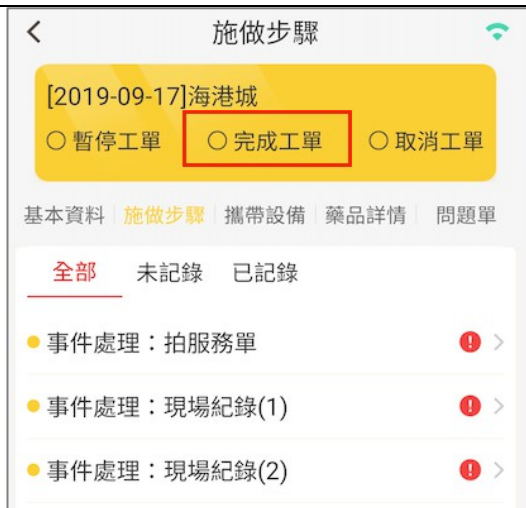 施做步驟
[2019-09-17]海港城
暫停工單 完成工單 取消工單
基本資料 施做步驟 攜帶設備 藥品詳情 問題單
全部 未記錄 已記錄
事件處理：拍服務單
事件處理：現場紀錄(1)
事件處理：現場紀錄(2)